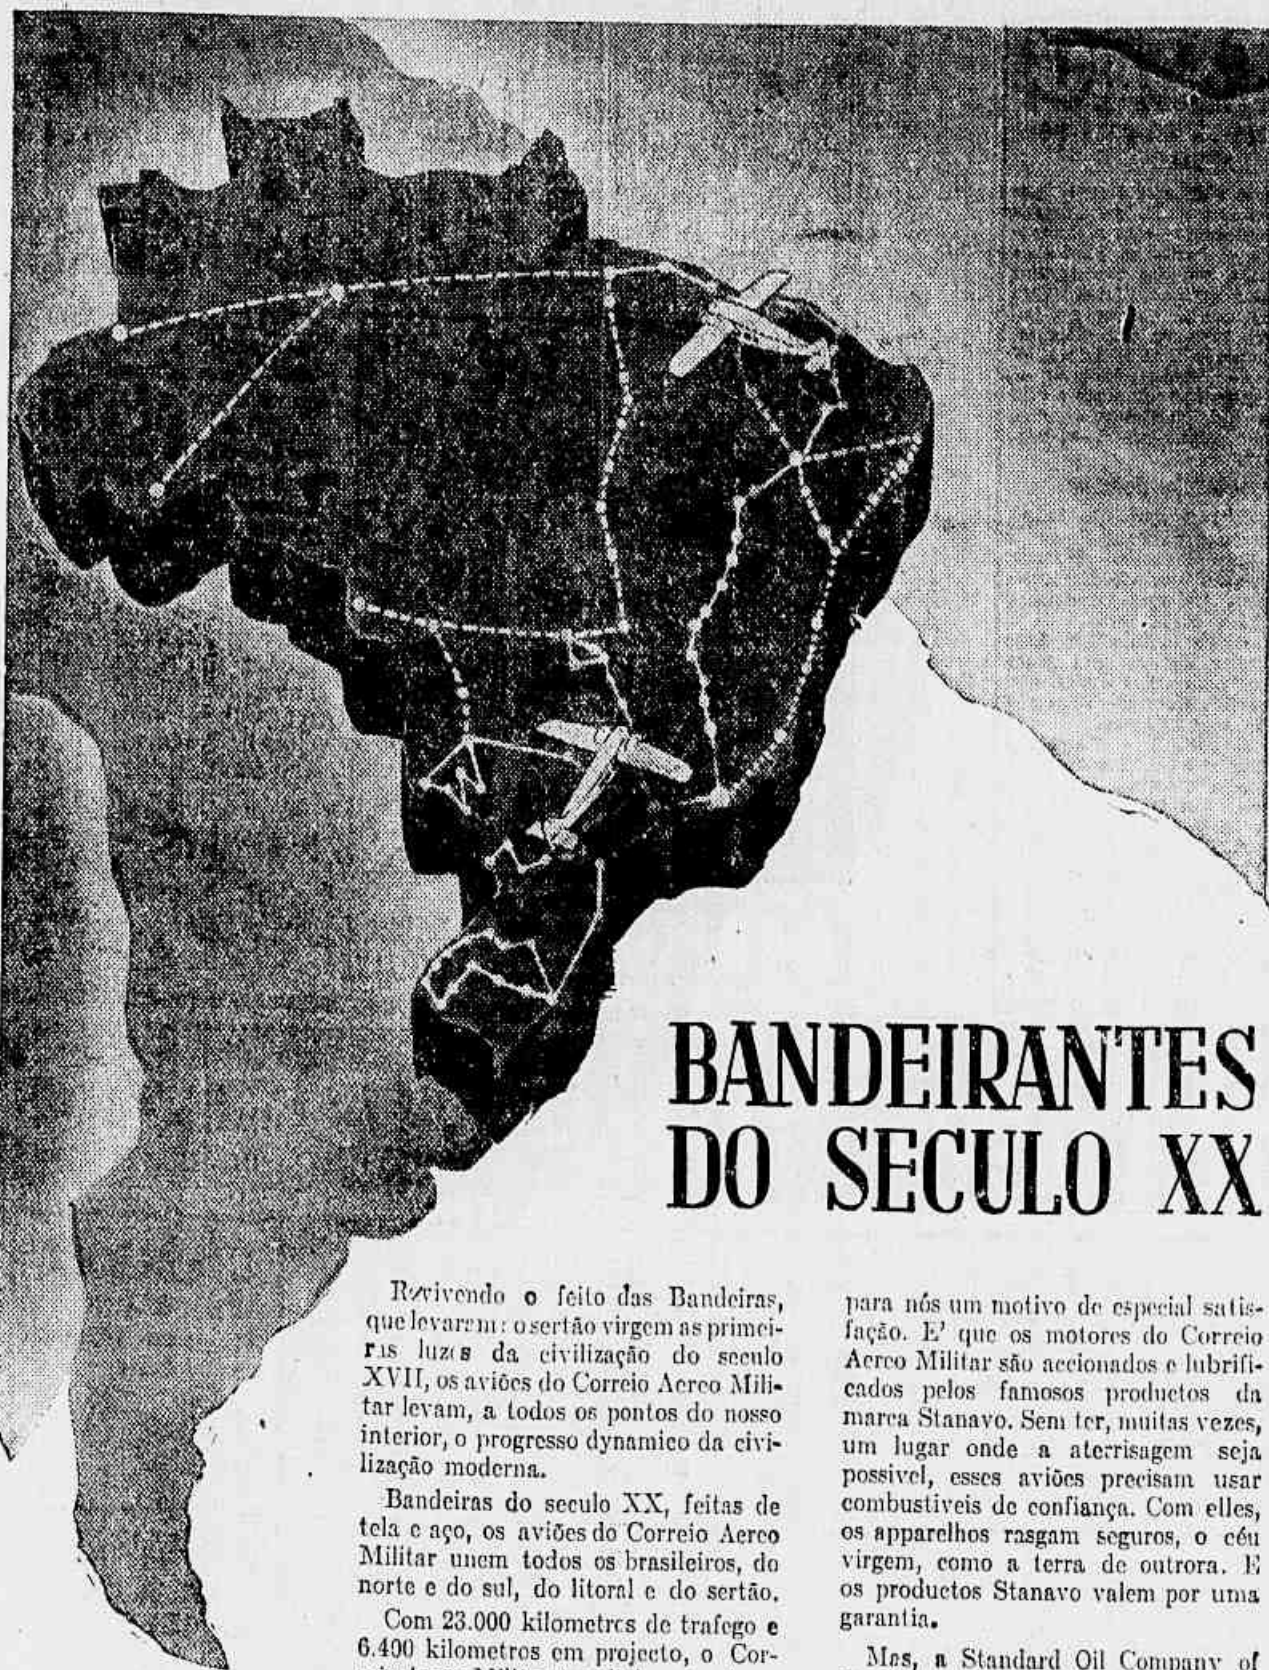 BANDEIRANTES
DO SECULO XX
Revivendo o feito das Bandeiras,
que levaram: o sertão virgem as primei-
ras luzes da civilização do seculo
XVII, os aviões do Correio Aereo Mili-
tar levam, a todos os pontos do nosso
interior, o progresso dynamico da civi-
lização moderna.
Bandeiras do seculo XX, feitas de
tela e aço, os aviões do Correio Aereo
Militar unem todos os brasileiros, do
norte e do sul, do litoral e do sertão.
Com 23.000 kilometros de trafego e
6.400 kilometros em projecto, o Cor-
para nós um motivo de especial satis-
fação. E' que os motores do Correio
Aereo Militar são accionados e lubrifi-
cados pelos famosos productos da
marca Stanavo. Sem ter, muitas vezes,
um lugar onde a aterrisagem seja
possivel, esses aviões precisam usar
combustiveis de confiança. Com elles,
os apparelhos rasgam seguros, o céu
virgem, como a terra de outrora. E
os productos Stanavo valem por uma
garantia.
Mas, a Standard Oil Company of